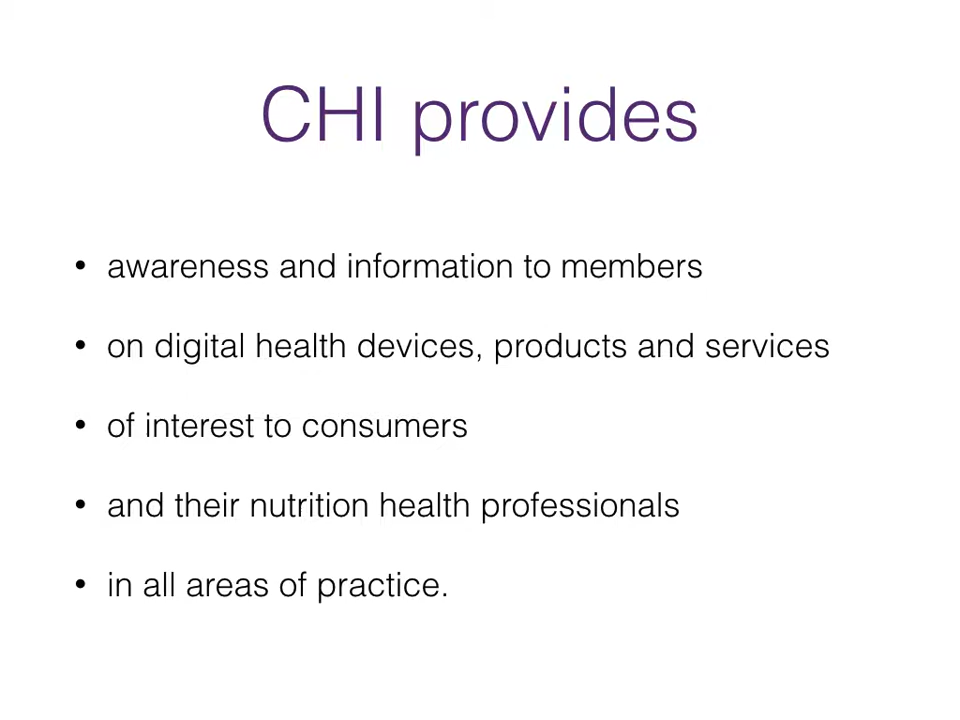 CHI provides
• awareness and information to members
• on digital health devices, products and services
• of interest to consumers
• and their nutrition health professionals
• in all areas of practice.